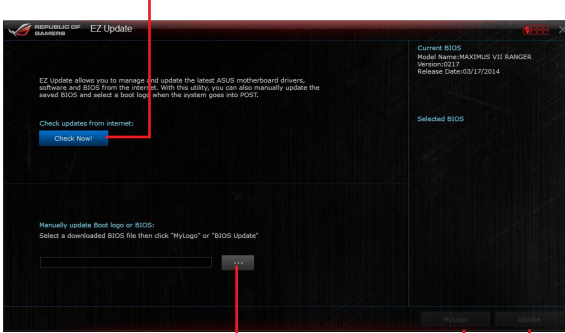 REPUBLIC OF
GAMERS
EZ Update
Current BIOS
Model Name:MAXIMUS VII RANGER
Version:0217
Release Date:03/17/2014
EZ Update allows you to manage and update the latest ASUS motherboard drivers,
software and BIOS from the internet. With this utility, you can also manually update the
saved BIOS and select a boot logo when the system goes into POST.
Check updates from internet:
Selected BIOS
Check Now!
Manually update Boot logo or BIOS:
Select a downloaded BIOS file then click "MyLogo" or "BIOS Update"
...
MyLogo
Update